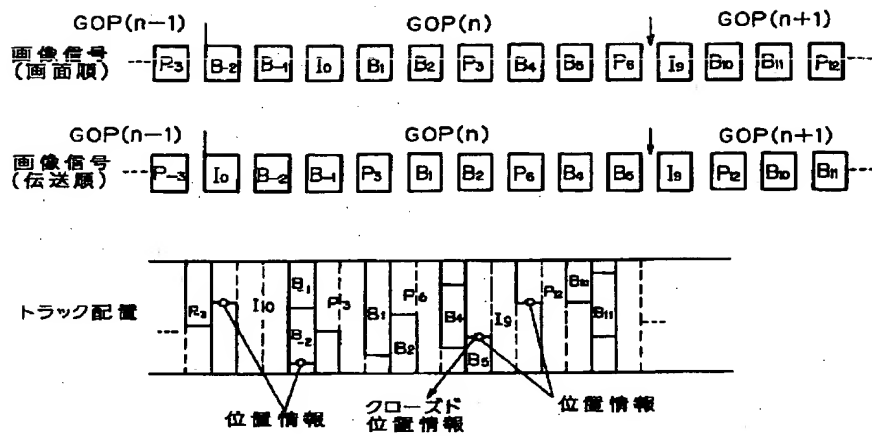 GOP(n-1) GOP(n) GOP(n+1)
画像信号 P₃ B₋₂ B₋₁ I₀ B₁ B₂ P₃ B₄ B₅ P₆ I₉ B₁₀ B₁₁ P₁₂
(画面順)
GOP(n-1) GOP(n) GOP(n+1)
画像信号 P₋₃ I₀ B₋₂ B₋₁ P₃ B₁ B₂ P₆ B₄ B₅ I₉ P₁₂ B₁₀ B₁₁
(伝送順)
トラック配置 P₃ I₁₀ B₋₁ B₋₂ P₃ B₁ P₆ B₂ B₄ B₅ I₉ P₁₂ B₁₀ B₁₁
位置情報 クローズド 位置情報
位置情報